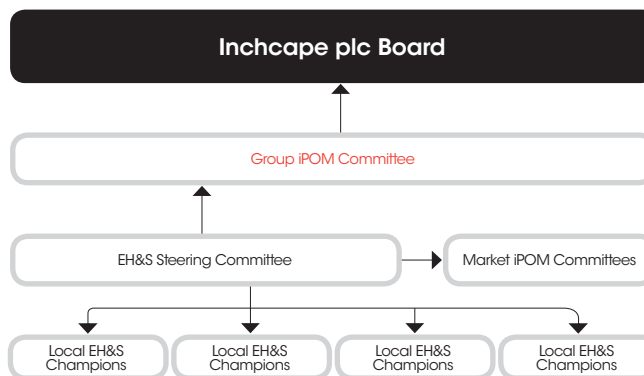 Inchcape plc Board
Group iPOM Committee
EH&S Steering Committee
Market iPOM Committees
Local EH&S
Champions
Local EH&S
Champions
Local EH&S
Champions
Local EH&S
Champions